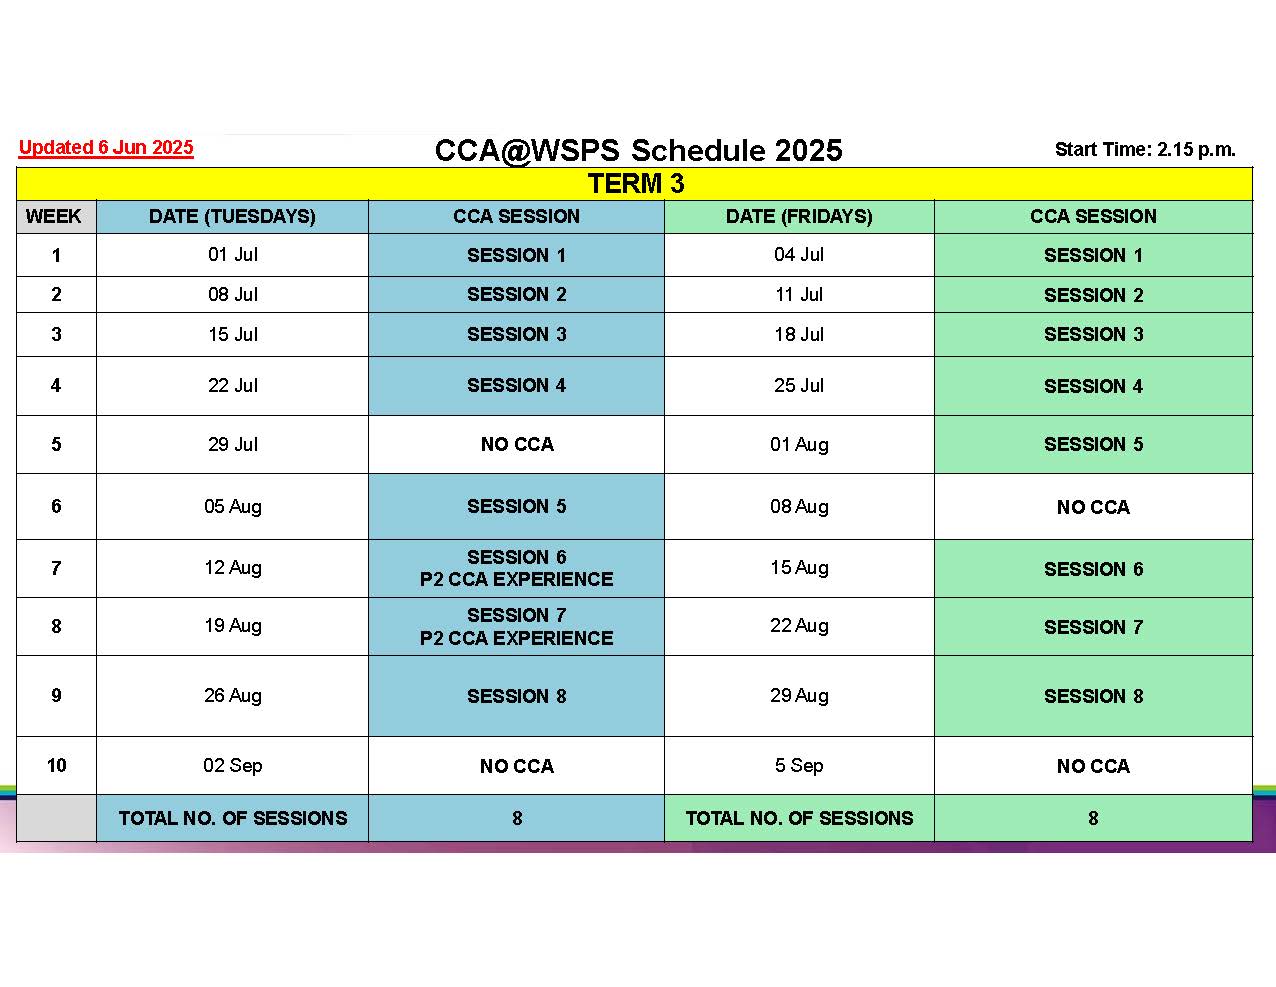 Updated 6 Jun 2025
CCA@WSPS Schedule 2025
Start Time: 2.15 p.m.
TERM 3
WEEK DATE (TUESDAYS) CCA SESSION DATE (FRIDAYS) CCA SESSION
1 01 Jul SESSION 1 04 Jul SESSION 1
2 08 Jul SESSION 2 11 Jul SESSION 2
3 15 Jul SESSION 3 18 Jul SESSION 3
4 22 Jul SESSION 4 25 Jul SESSION 4
5 29 Jul NO CCA 01 Aug SESSION 5
6 05 Aug SESSION 5 08 Aug NO CCA
7 12 Aug SESSION 6 P2 CCA EXPERIENCE 15 Aug SESSION 6
8 19 Aug SESSION 7 P2 CCA EXPERIENCE 22 Aug SESSION 7
9 26 Aug SESSION 8 29 Aug SESSION 8
10 02 Sep NO CCA 5 Sep NO CCA
TOTAL NO. OF SESSIONS 8 TOTAL NO. OF SESSIONS 8